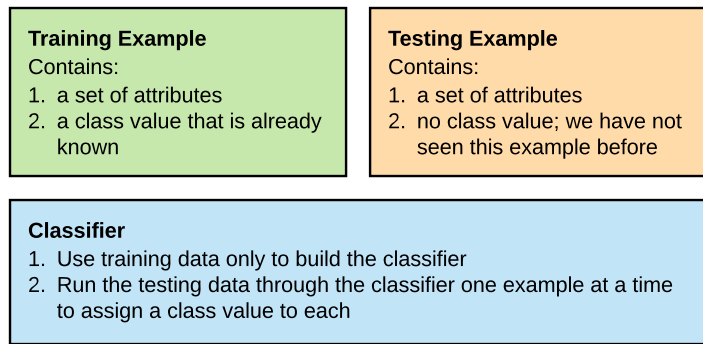 Training Example
Contains:
1. a set of attributes
2. a class value that is already
known
Testing Example
Contains:
1. a set of attributes
2. no class value; we have not
seen this example before
Classifier
1. Use training data only to build the classifier
2. Run the testing data through the classifier one example at a time
to assign a class value to each